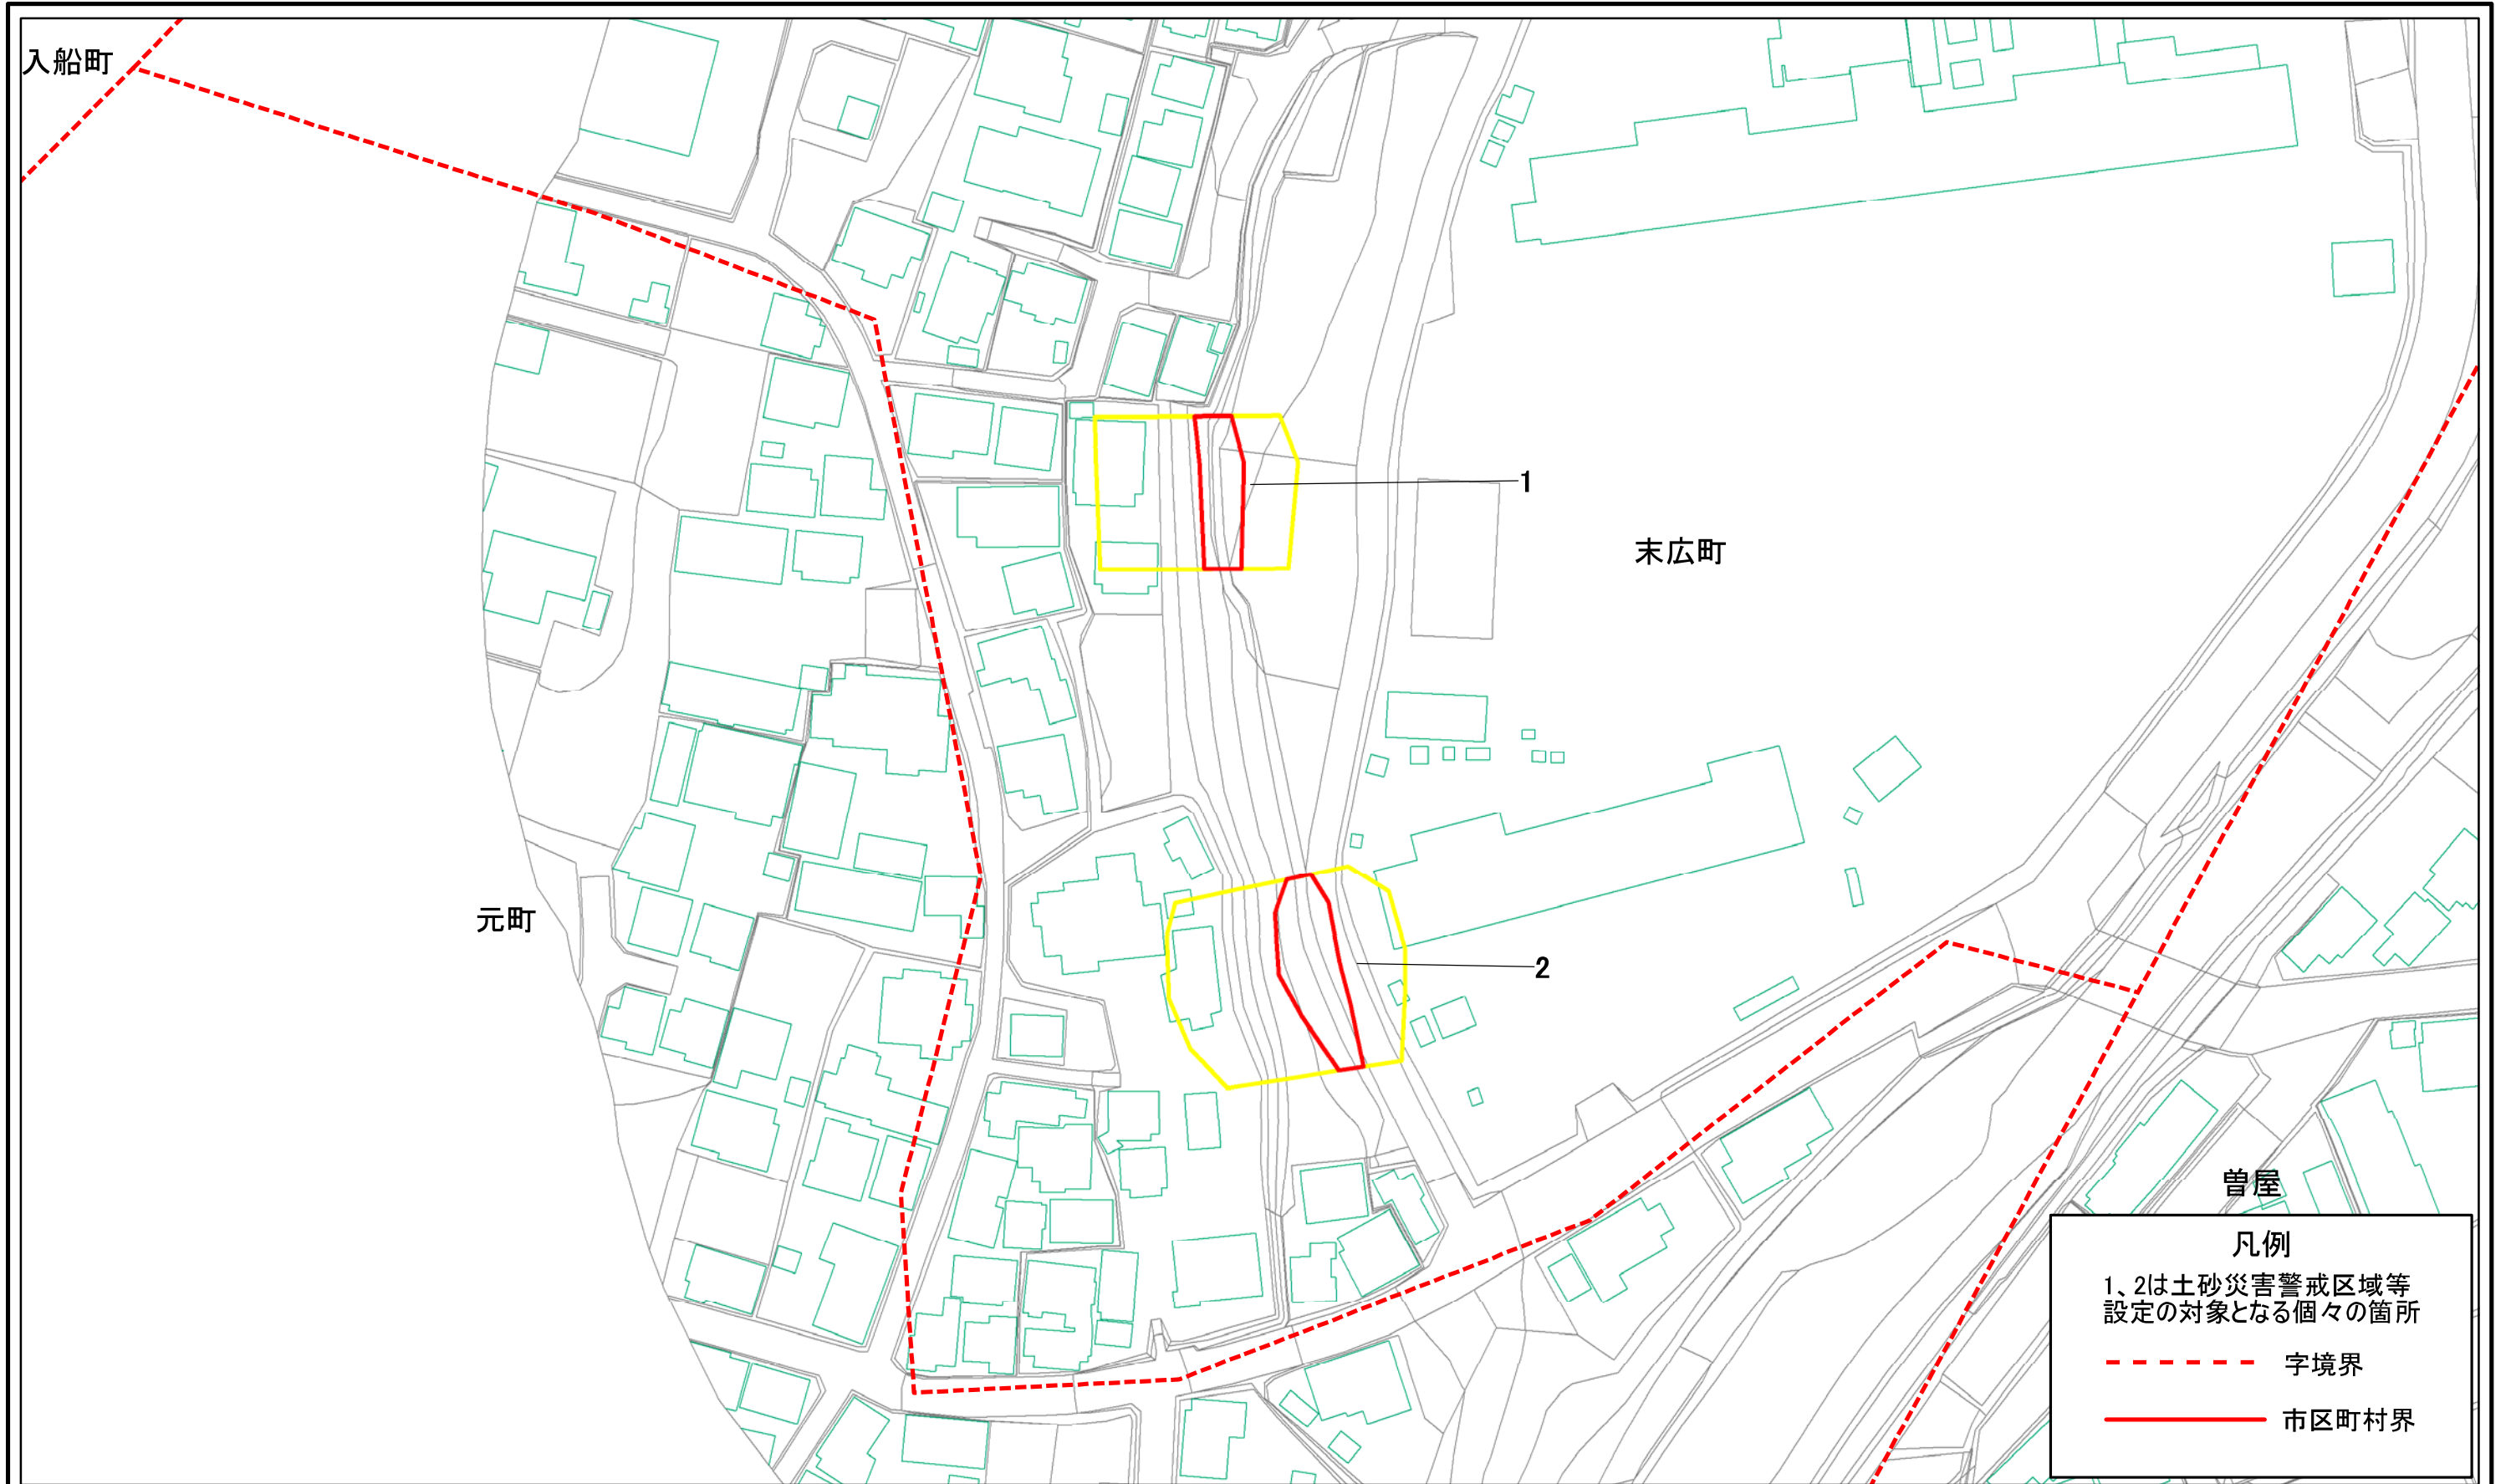 入船町
1
末広町
元町
2
曽屋
凡例
1、2は土砂災害警戒区域等
設定の対象となる個々の箇所
字境界
市区町村界